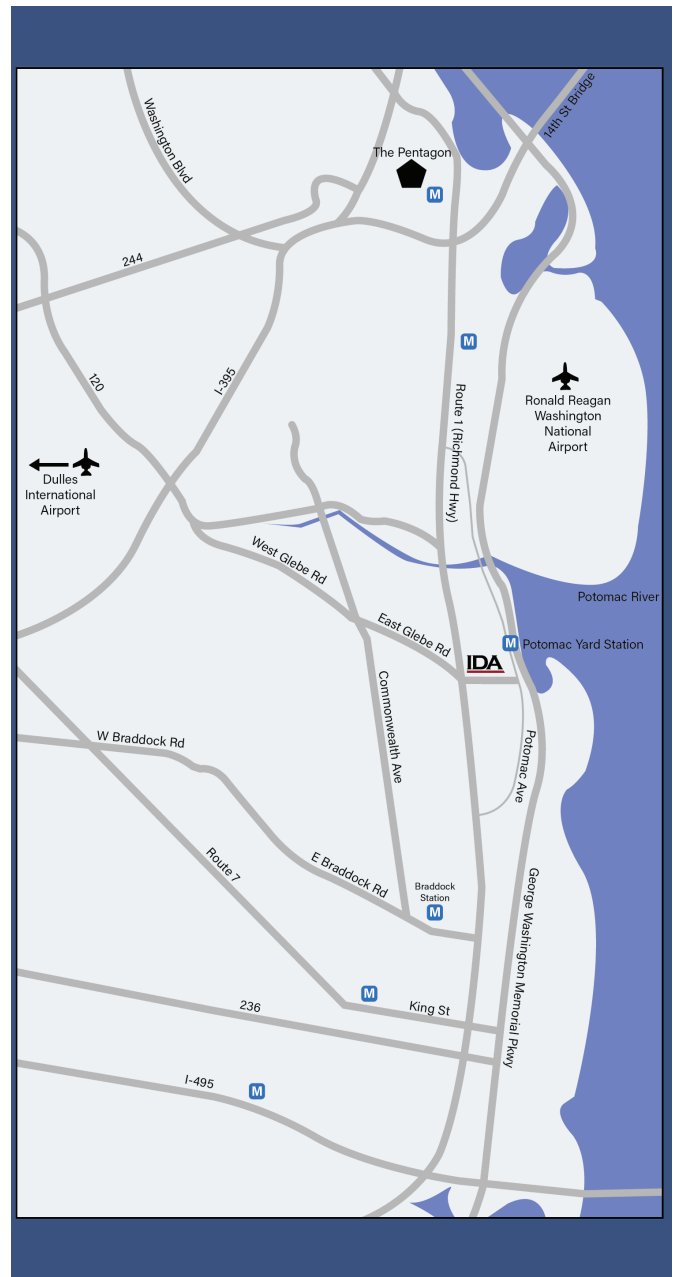 14th St Bridge
Washington Blvd
The Pentagon
M
244
M
120
I-395
Route 1 (Richmond Hwy)
Ronald Reagan
Washington
National
Airport
Dulles
International
Airport
West Glebe Rd
Potomac River
East Glebe Rd
M
Potomac Yard Station
IDA
Commonwealth Ave
W Braddock Rd
Potomac Ave
Route 7
E Braddock Rd
Braddock
Station
M
George Washington Memorial Pkwy
M
King St
236
I-495
M